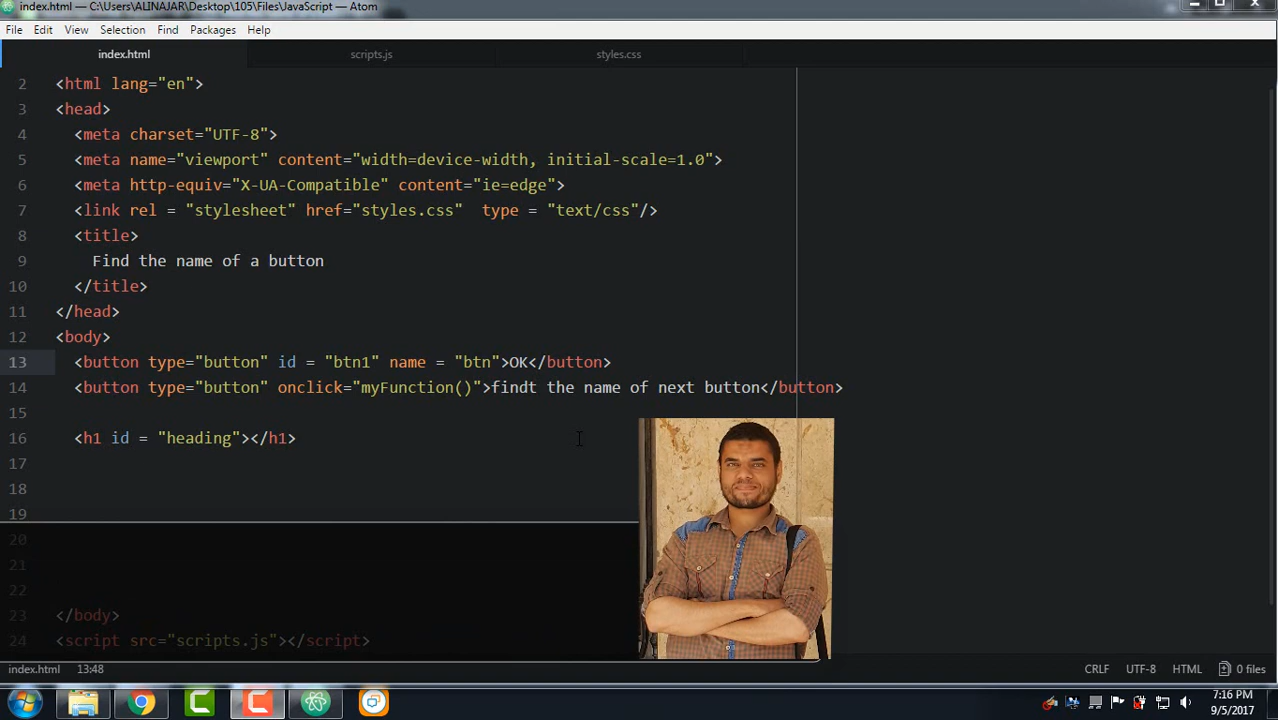 index.html — C:\Users\ALINAJAR\Desktop\105\Files\JavaScript — Atom
File Edit View Selection Find Packages Help
index.html scripts.js styles.css
2 <html lang="en">
3 <head>
4 <meta charset="UTF-8">
5 <meta name="viewport" content="width=device-width, initial-scale=1.0">
6 <meta http-equiv="X-UA-Compatible" content="ie=edge">
7 <link rel = "stylesheet" href="styles.css"  type = "text/css"/>
8 <title>
9 Find the name of a button
10 </title>
11 </head>
12 <body>
13 <button type="button" id = "btn1" name = "btn">OK</button>
14 <button type="button" onclick="myFunction()">findt the name of next button</button>
15
16 <h1 id = "heading"></h1>
17
18
19
20
21
22
23 </body>
24 <script src="scripts.js"></script>
index.html 13:48 CRLF UTF-8 HTML 0 files
7:16 PM
9/5/2017